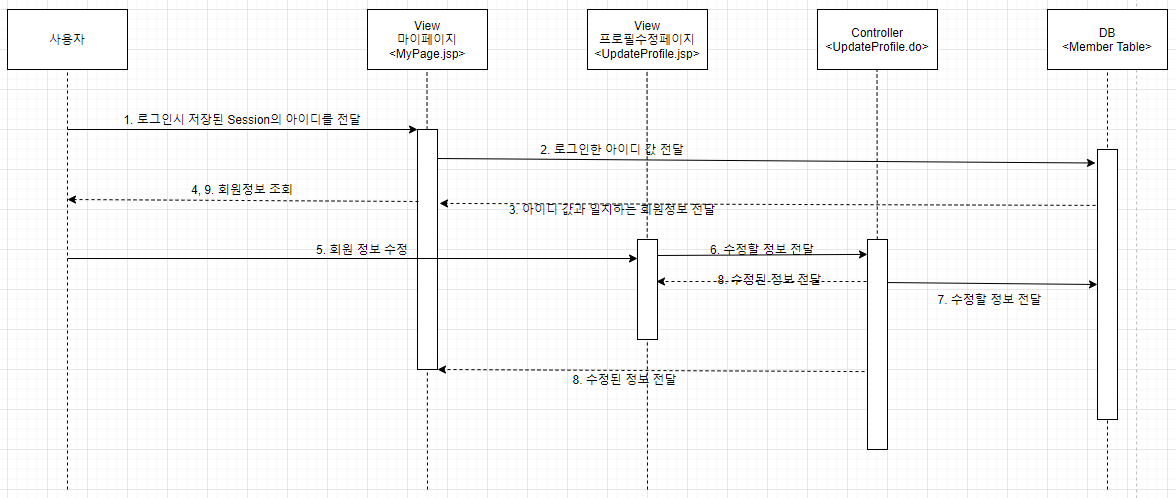 사용자
View
마이페이지
<MyPage.jsp>
View
프로필수정페이지
<UpdateProfile.jsp>
Controller
<UpdateProfile.do>
DB
<Member Table>
1. 로그인시 저장된 Session의 아이디를 전달
2. 로그인한 아이디 값 전달
4, 9. 회원정보 조회
3. 아이디 값과 일치하는 회원정보 전달
5. 회원 정보 수정
6. 수정할 정보 전달
8. 수정된 정보 전달
7. 수정할 정보 전달
8. 수정된 정보 전달